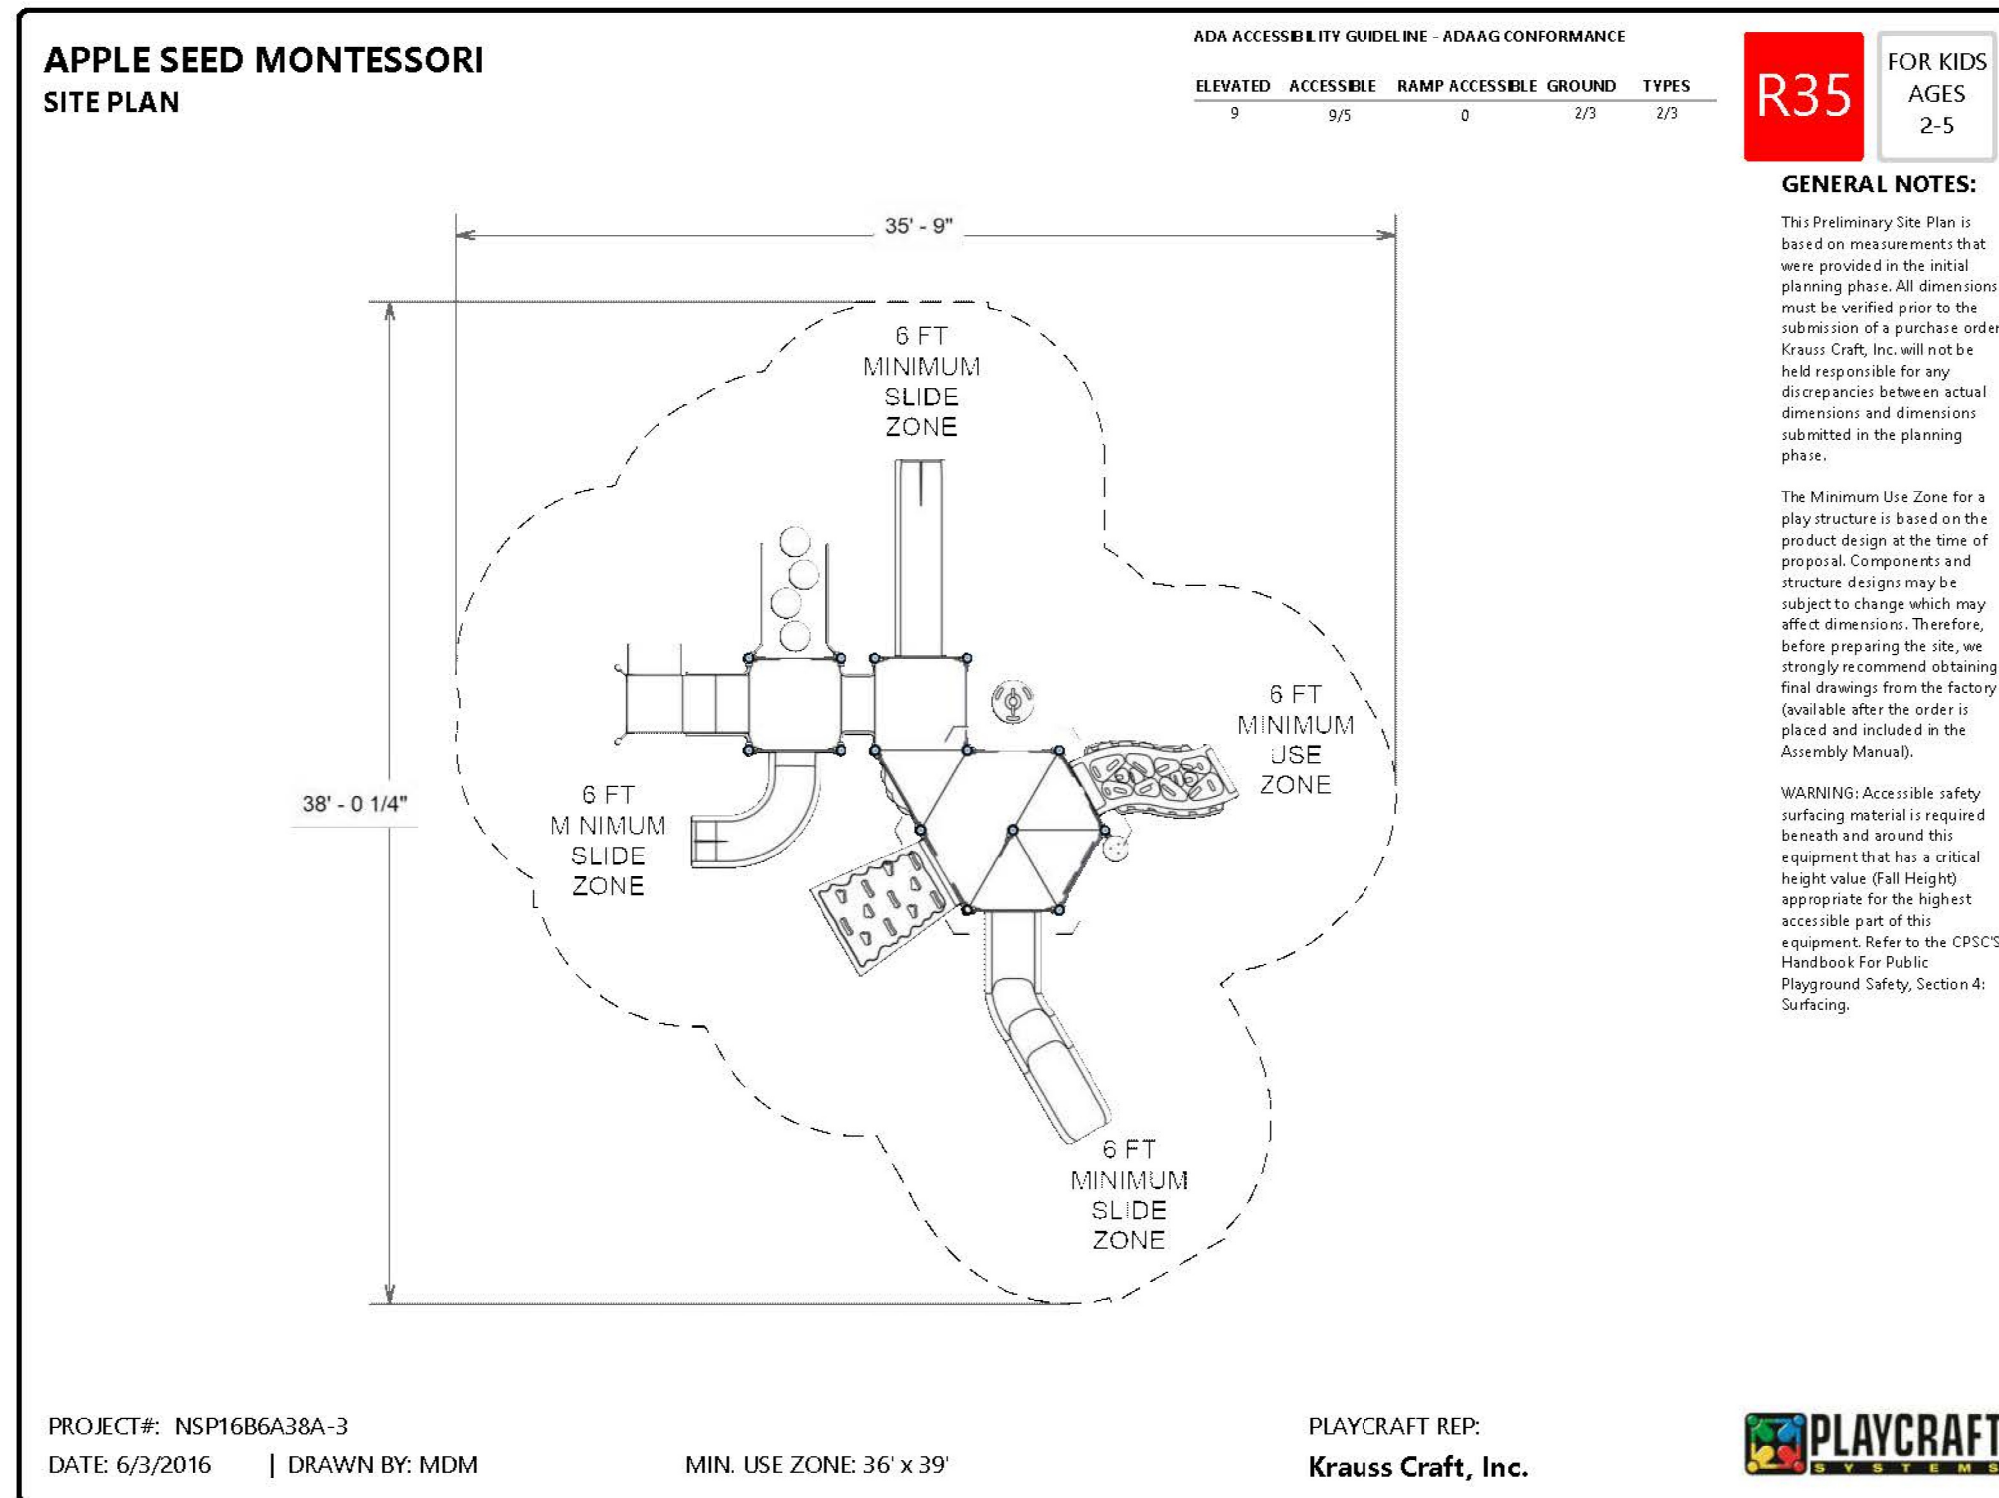 APPLE SEED MONTESSORI
SITE PLAN
ADA ACCESSIBILITY GUIDELINE - ADAAG CONFORMANCE
ELEVATED ACCESSIBLE RAMP ACCESSIBLE GROUND TYPES
9 9/5 0 2/3 2/3
R35
FOR KIDS
AGES
2-5
GENERAL NOTES:
This Preliminary Site Plan is
based on measurements that
were provided in the initial
planning phase. All dimensions
must be verified prior to the
submission of a purchase order
Krauss Craft, Inc. will not be
held responsible for any
discrepancies between actual
dimensions and dimensions
submitted in the planning
phase.
The Minimum Use Zone for a
play structure is based on the
product design at the time of
proposal. Components and
structure designs may be
subject to change which may
affect dimensions. Therefore,
before preparing the site, we
strongly recommend obtaining
final drawings from the factory
(available after the order is
placed and included in the
Assembly Manual).
WARNING: Accessible safety
surfacing material is required
beneath and around this
equipment that has a critical
height value (Fall Height)
appropriate for the highest
accessible part of this
equipment. Refer to the CPSC'S
Handbook For Public
Playground Safety, Section 4:
Surfacing.
35' - 9"
38' - 0 1/4"
6 FT
MINIMUM
SLIDE
ZONE
6 FT
MINIMUM
USE
ZONE
6 FT
M NIMUM
SLIDE
ZONE
6 FT
MINIMUM
SLIDE
ZONE
PROJECT#: NSP16B6A38A-3
DATE: 6/3/2016 | DRAWN BY: MDM
MIN. USE ZONE: 36' x 39'
PLAYCRAFT REP:
Krauss Craft, Inc.
PLAYCRAFT
SYSTEMS